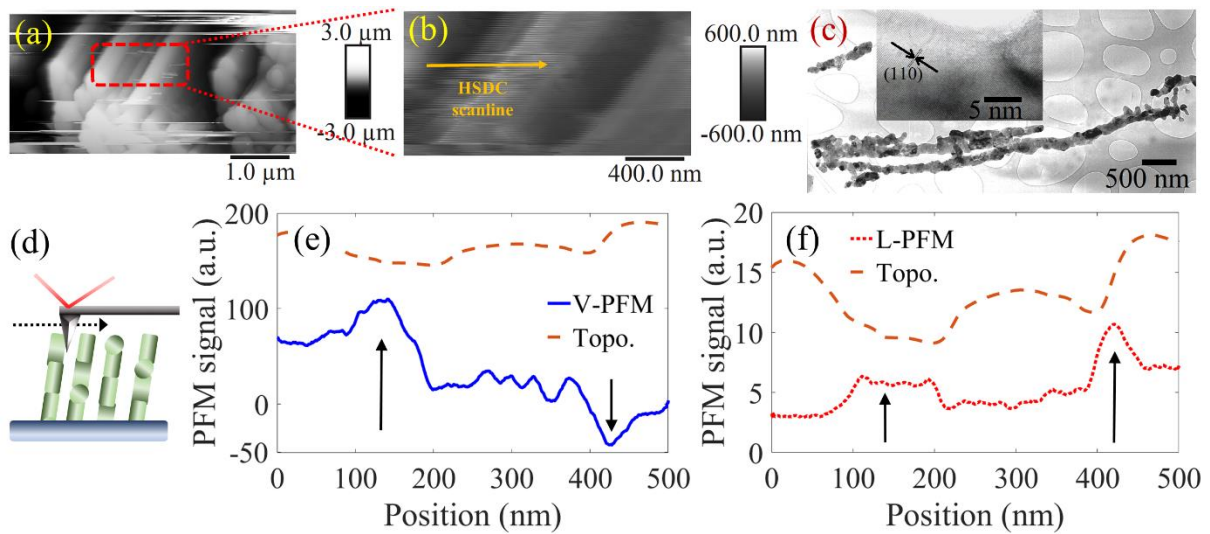 (a)
3.0 µm
-3.0 µm
1.0 µm
(b)
HSDC
scanline
600.0 nm
-600.0 nm
400.0 nm
(c)
(110)
5 nm
500 nm
(d)
(e)
PFM signal (a.u.)
200
100
0
-50
V-PFM
Topo.
0 100 200 300 400 500
Position (nm)
(f)
PFM signal (a.u.)
20
15
10
5
0
L-PFM
Topo.
0 100 200 300 400 500
Position (nm)